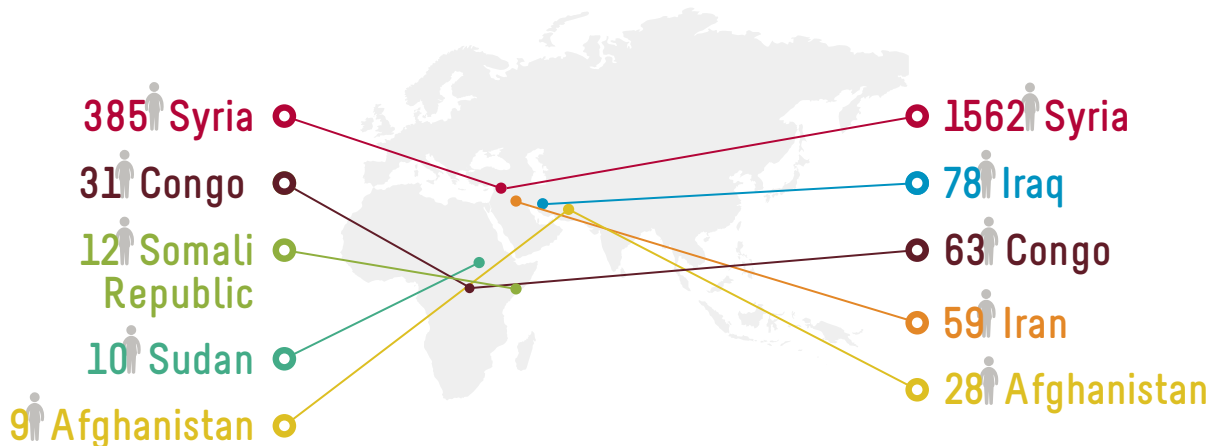 385 Syria
31 Congo
12 Somali
Republic
10 Sudan
9 Afghanistan
1562 Syria
78 Iraq
63 Congo
59 Iran
28 Afghanistan